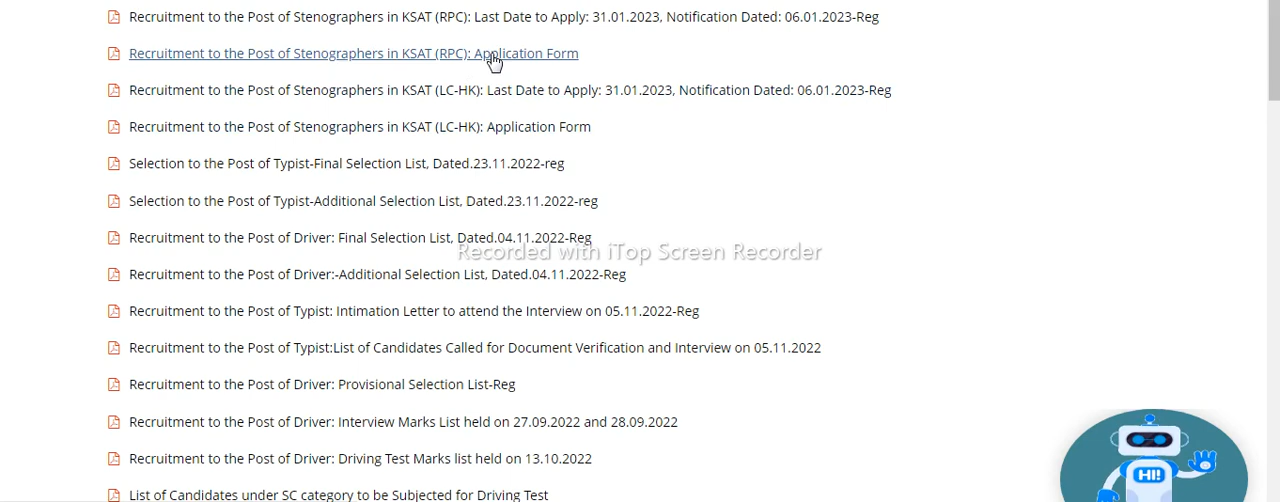 Recruitment to the Post of Stenographers in KSAT (RPC): Last Date to Apply: 31.01.2023, Notification Dated: 06.01.2023-Reg
Recruitment to the Post of Stenographers in KSAT (RPC): Application Form
Recruitment to the Post of Stenographers in KSAT (LC-HK): Last Date to Apply: 31.01.2023, Notification Dated: 06.01.2023-Reg
Recruitment to the Post of Stenographers in KSAT (LC-HK): Application Form
Selection to the Post of Typist-Final Selection List, Dated.23.11.2022-reg
Selection to the Post of Typist-Additional Selection List, Dated.23.11.2022-reg
Recruitment to the Post of Driver: Final Selection List, Dated.04.11.2022-Reg
Recorded with iTop Screen Recorder
Recruitment to the Post of Driver:-Additional Selection List, Dated.04.11.2022-Reg
Recruitment to the Post of Typist: Intimation Letter to attend the Interview on 05.11.2022-Reg
Recruitment to the Post of Typist:List of Candidates Called for Document Verification and Interview on 05.11.2022
Recruitment to the Post of Driver: Provisional Selection List-Reg
Recruitment to the Post of Driver: Interview Marks List held on 27.09.2022 and 28.09.2022
Recruitment to the Post of Driver: Driving Test Marks list held on 13.10.2022
HI!
List of Candidates under SC category to be Subjected for Driving Test